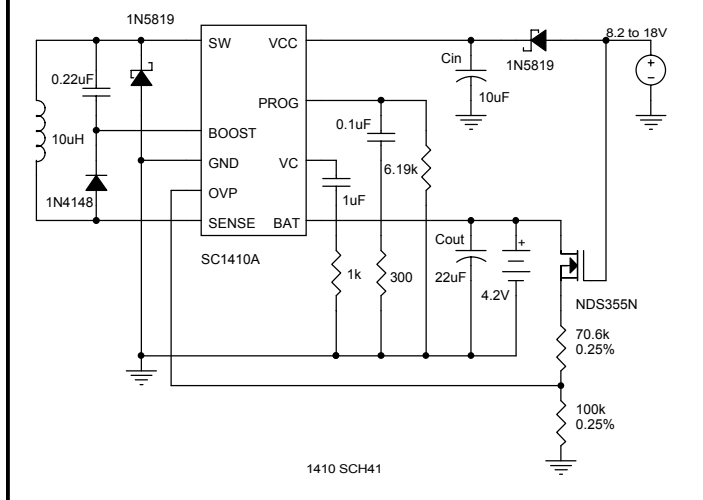 1N5819
8.2 to 18V
SW
VCC
Cin
1N5819
+
–
0.22uF
10uF
PROG
0.1uF
10uH
BOOST
GND
VC
6.19k
1N4148
OVP
1uF
SENSE
BAT
SC1410A
Cout
+
1k
300
22uF
4.2V
NDS355N
70.6k
0.25%
100k
0.25%
1410 SCH41